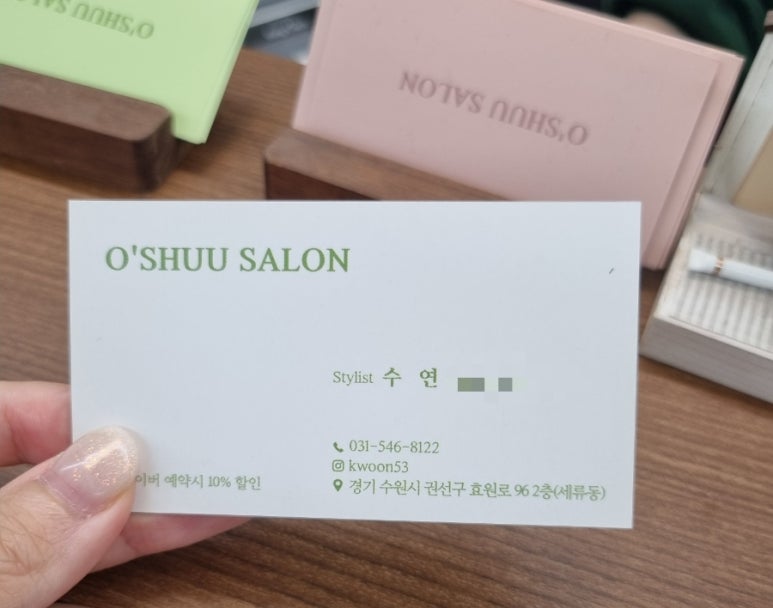 O'SHUU SALON
O'SHUU SALON
O'SHUU SALON
Stylist 수 연
031-546-8122
kwoon53
이버 예약시 10% 할인
경기 수원시 권선구 효원로 96 2층(세류동)